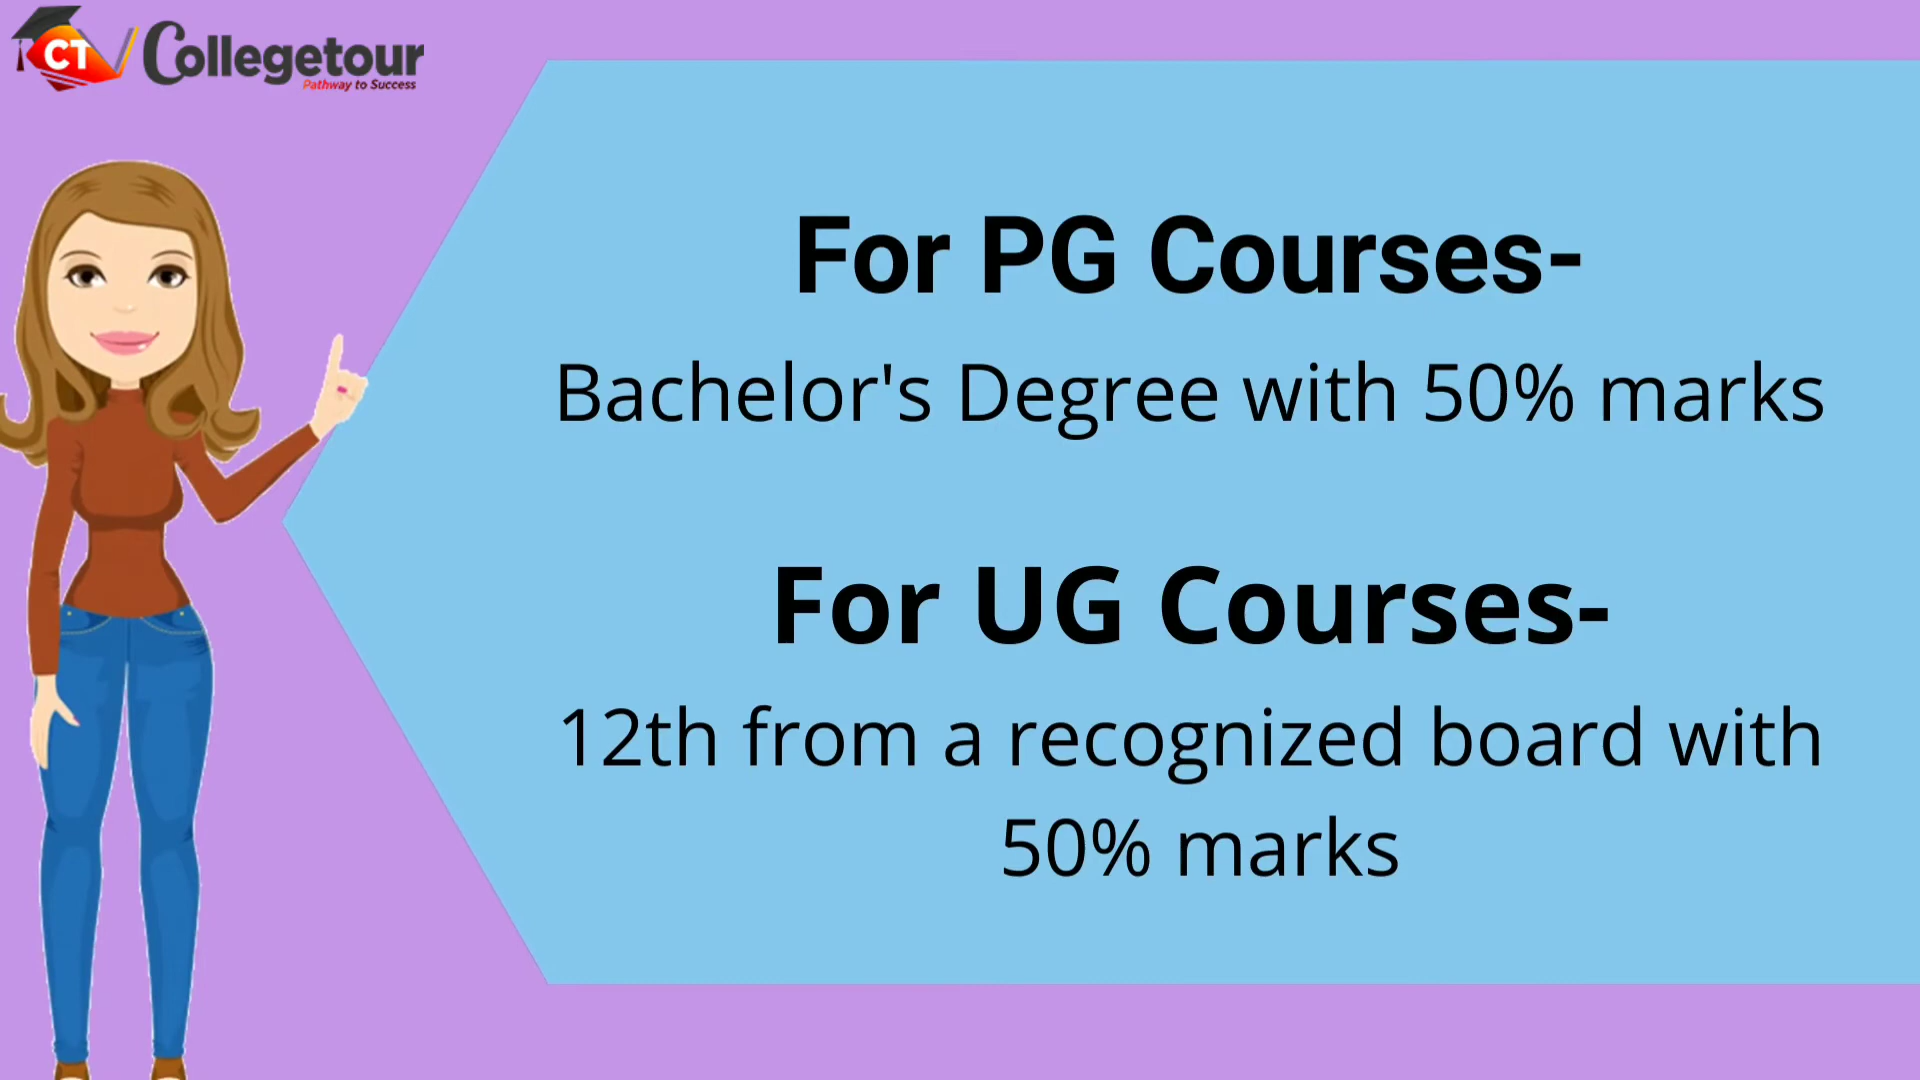 CT Collegetour
Pathway to Success
For PG Courses-
Bachelor's Degree with 50% marks
For UG Courses-
12th from a recognized board with
50% marks